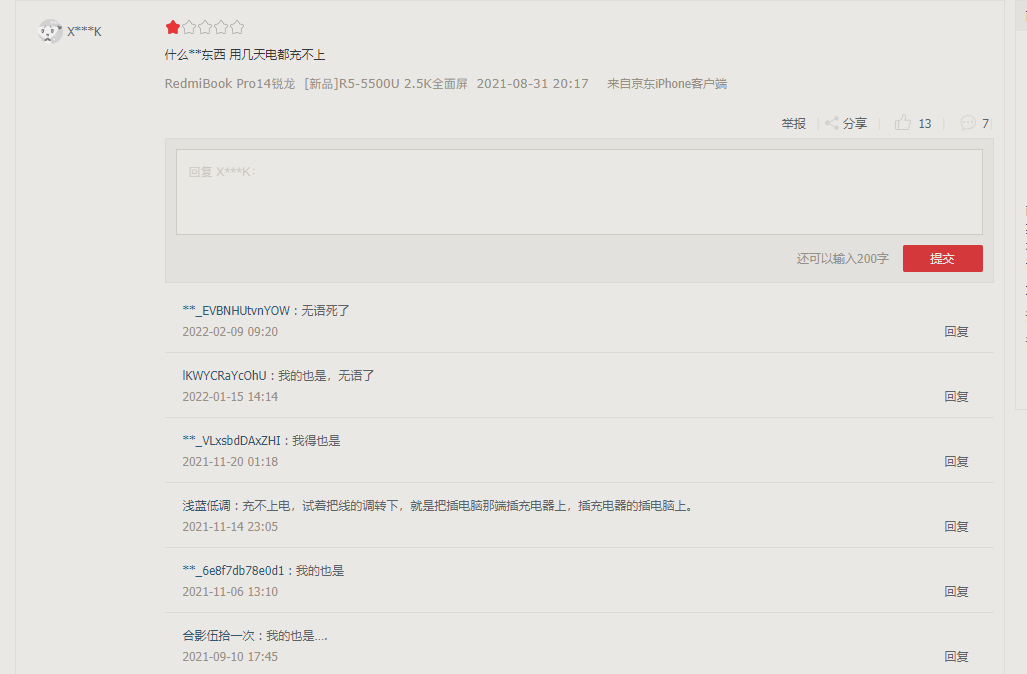 X***K
什么**东西 用几天电都充不上
RedmiBook Pro14锐龙 [新品]R5-5500U 2.5K全面屏 2021-08-31 20:17 来自京东iPhone客户端
举报 分享 13 7
回复 X***K:
还可以输入200字 提交
**_EVBNHUtvnYOW：无语死了
2022-02-09 09:20 回复
lKWYCRaYcOhU：我的也是，无语了
2022-01-15 14:14 回复
**_VLxsbdDAxZHI：我得也是
2021-11-20 01:18 回复
浅蓝低调：充不上电，试着把线的调转下，就是把插电脑那端插充电器上，插充电器的插电脑上。
2021-11-14 23:05 回复
**_6e8f7db78e0d1：我的也是
2021-11-06 13:10 回复
合影伍拾一次：我的也是....
2021-09-10 17:45 回复